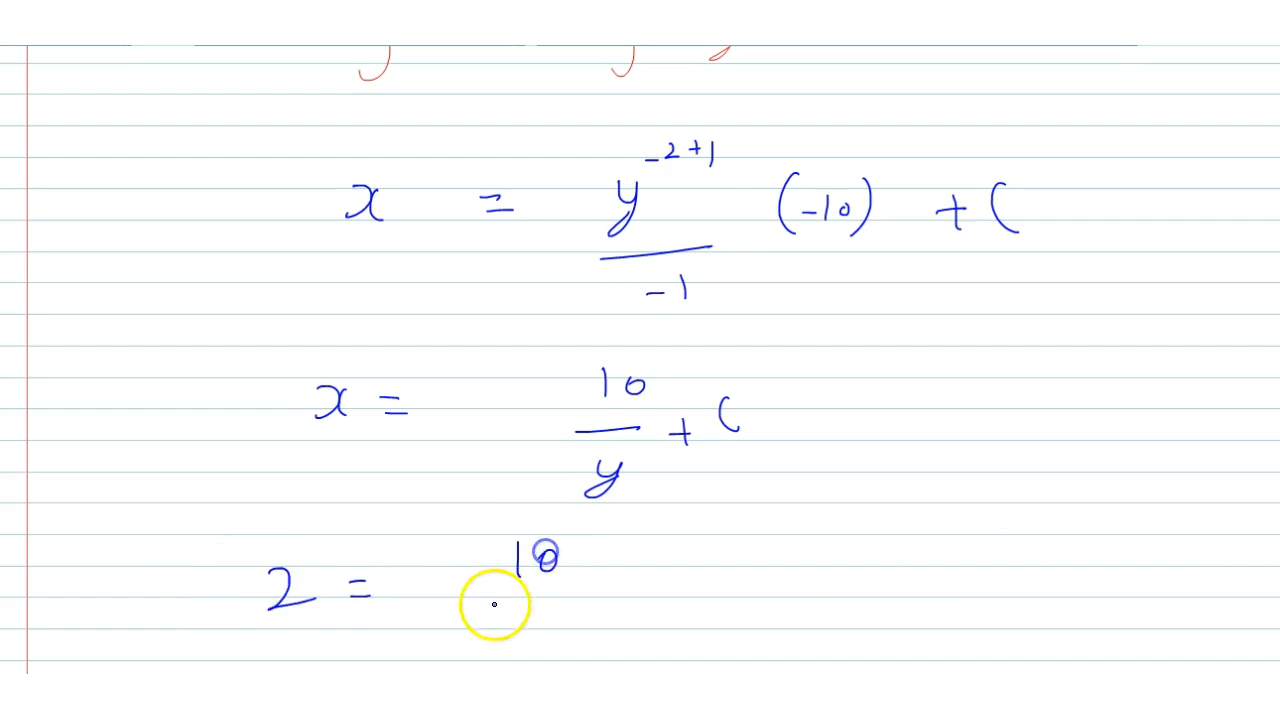 x = y^{-2+1}/-1 (-10) + C
x = 10/y + C
2 = 10